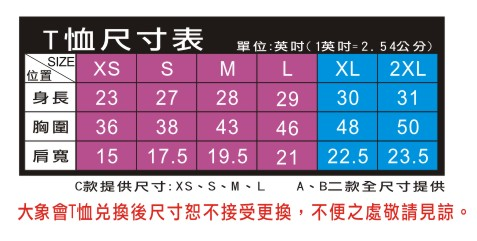 T恤尺寸表 單位:英吋(1英吋=2.54公分)
SIZE
位置 XS S M L XL 2XL
身長 23 27 28 29 30 31
胸圍 36 38 43 46 48 50
肩寬 15 17.5 19.5 21 22.5 23.5
C款提供尺寸:XS、S、M、L A、B二款全尺寸提供
大象會T恤兌換後尺寸恕不接受更換，不便之處敬請見諒。